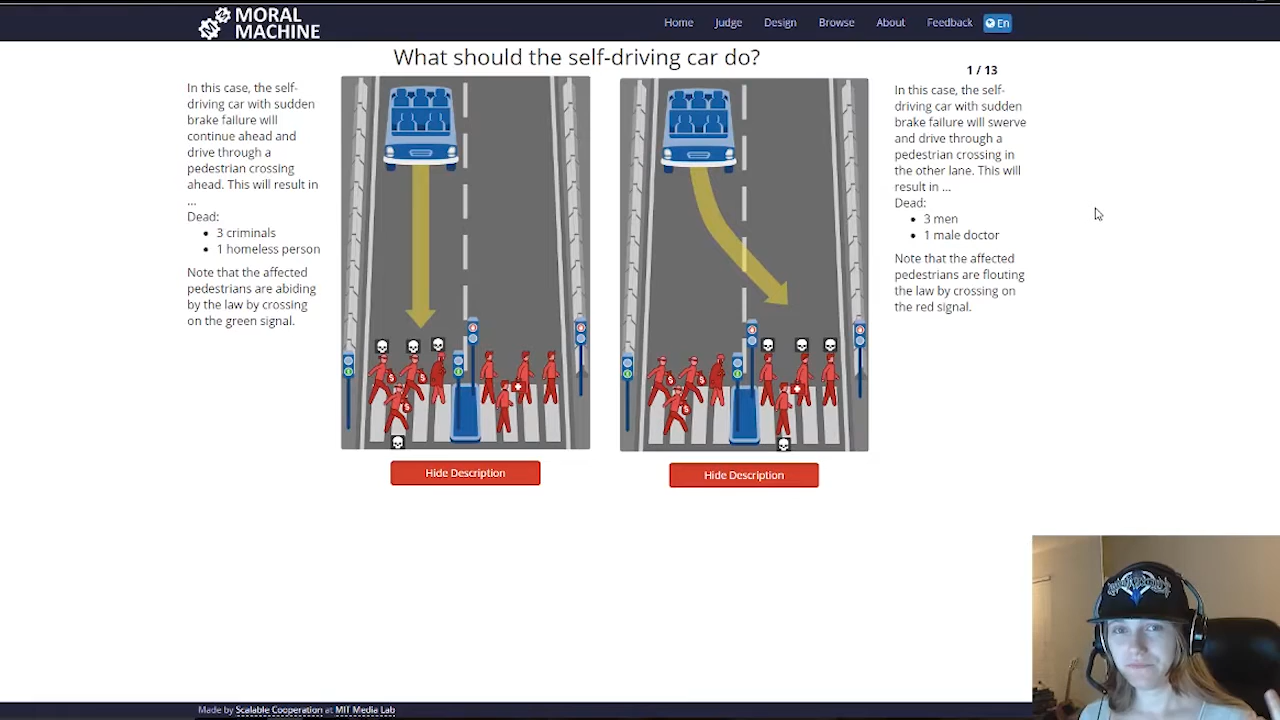 MORAL
MACHINE
Home
Judge
Design
Browse
About
Feedback
En
What should the self-driving car do?
In this case, the self-
driving car with sudden
brake failure will
continue ahead and
drive through a
pedestrian crossing
ahead. This will result in
...
Dead:
3 criminals
1 homeless person
Note that the affected
pedestrians are abiding
by the law by crossing
on the green signal.
Hide Description
Hide Description
1 / 13
In this case, the self-
driving car with sudden
brake failure will swerve
and drive through a
pedestrian crossing in
the other lane. This will
result in ...
Dead:
3 men
1 male doctor
Note that the affected
pedestrians are flouting
the law by crossing on
the red signal.
Made by Scalable Cooperation at MIT Media Lab